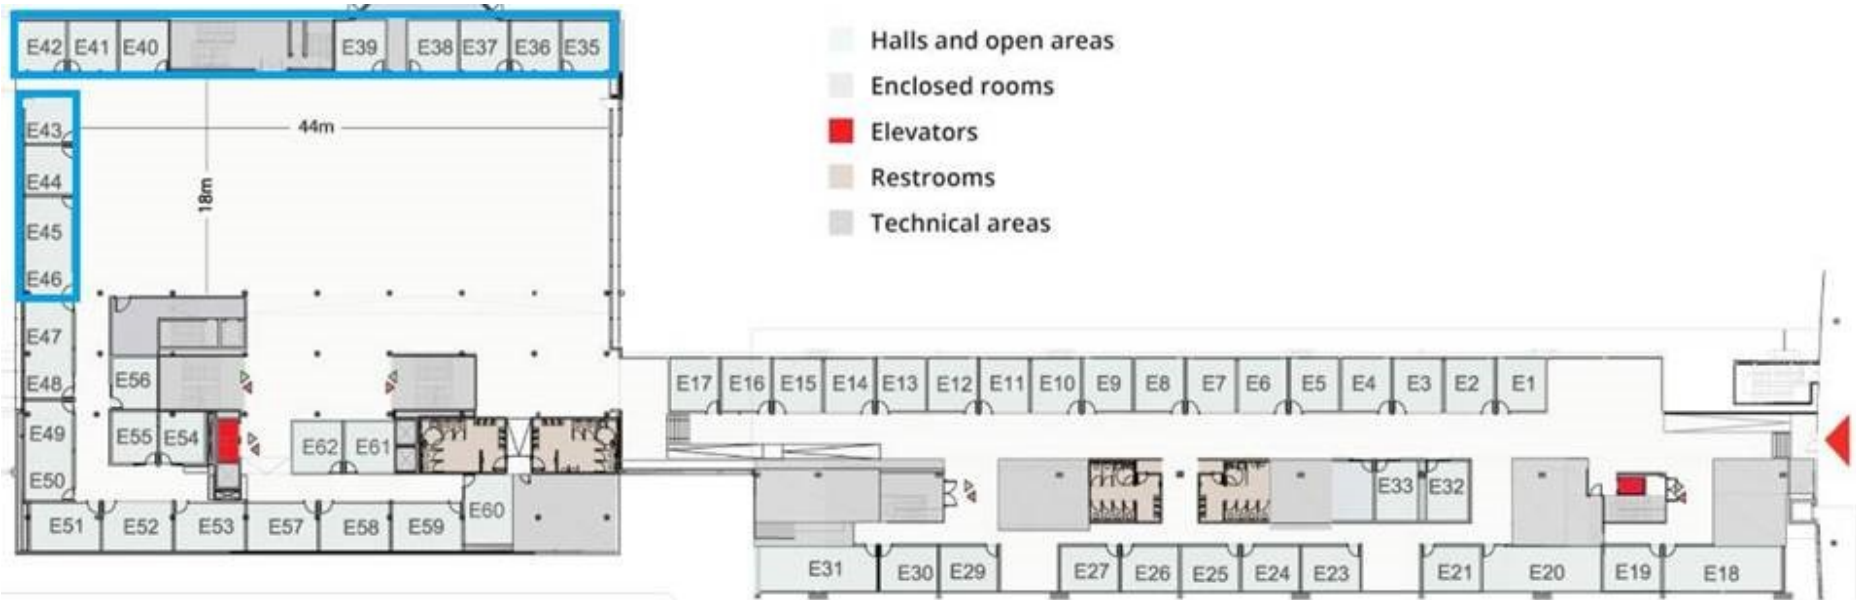 E42 E41 E40 E39 E38 E37 E36 E35
Halls and open areas
Enclosed rooms
Elevators
Restrooms
Technical areas
44m
18m
E43
E44
E45
E46
E47
E48
E49
E50
E56
E55 E54
E62 E61
E60
E51 E52 E53 E57 E58 E59
E17 E16 E15 E14 E13 E12 E11 E10 E9 E8 E7 E6 E5 E4 E3 E2 E1
E33 E32
E31 E30 E29 E27 E26 E25 E24 E23 E21 E20 E19 E18